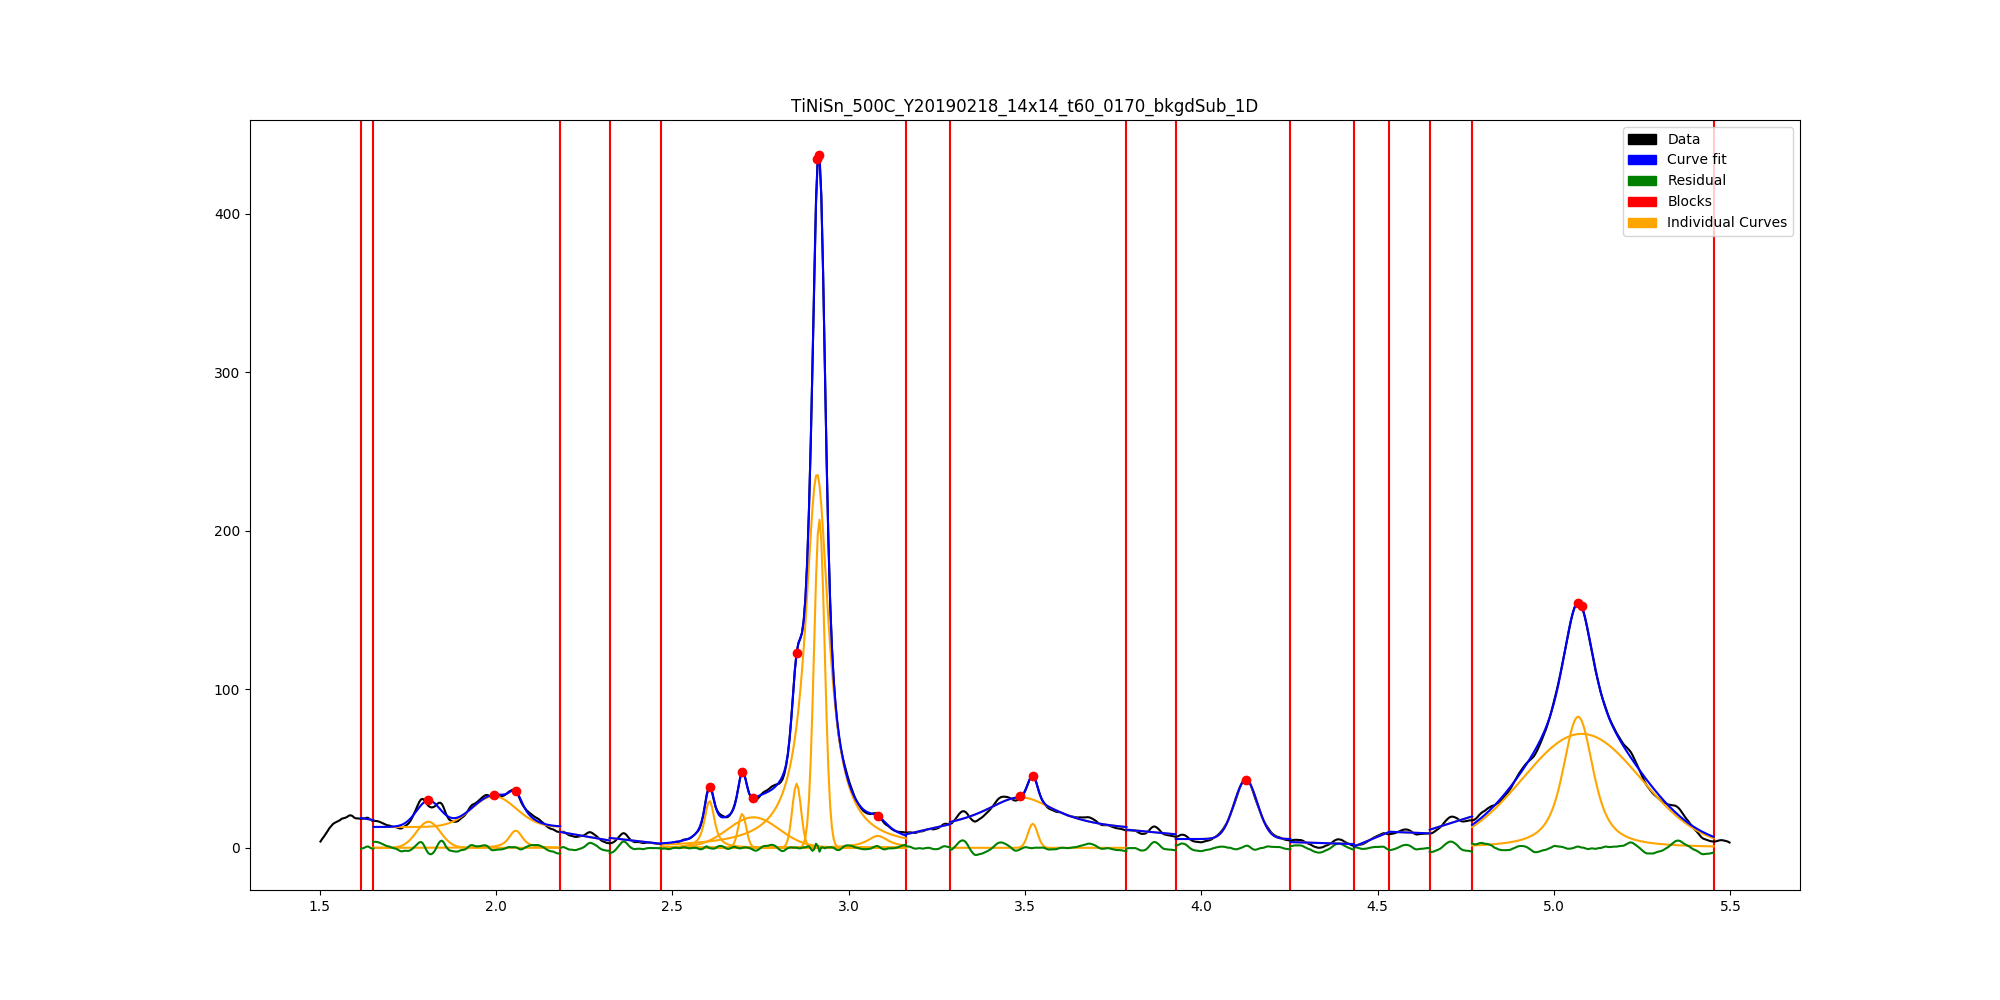 TiNiSn_500C_Y20190218_14x14_t60_0170_bkgdSub_1D
Data
Curve fit
Residual
Blocks
Individual Curves
400
300
200
100
0
1.5 2.0 2.5 3.0 3.5 4.0 4.5 5.0 5.5